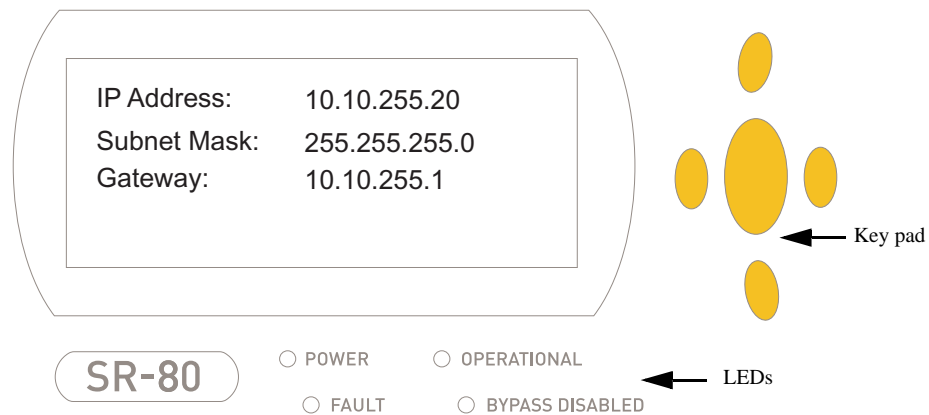 IP Address: 10.10.255.20
Subnet Mask: 255.255.255.0
Gateway: 10.10.255.1
Key pad
SR-80
POWER OPERATIONAL
LEDs
FAULT BYPASS DISABLED